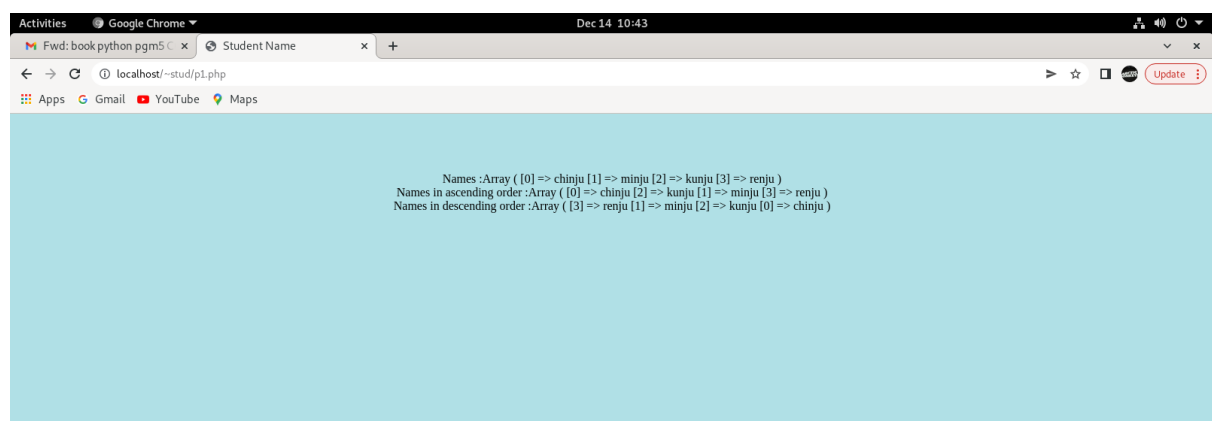 Activities Google Chrome Dec 14 10:43
Fwd: book python pgm5 Student Name
localhost/~stud/p1.php Update
Apps Gmail YouTube Maps
Names :Array ( [0] => chinju [1] => minju [2] => kunju [3] => renju )
Names in ascending order :Array ( [0] => chinju [2] => kunju [1] => minju [3] => renju )
Names in descending order :Array ( [3] => renju [1] => minju [2] => kunju [0] => chinju )